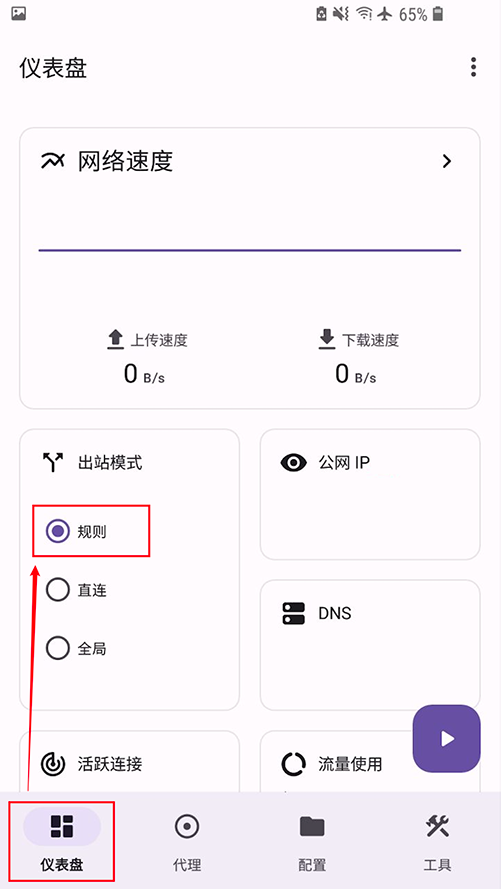 65%
仪表盘
网络速度
上传速度
下载速度
0 B/s
0 B/s
出站模式
公网 IP
规则
直连
DNS
全局
活跃连接
流量使用
仪表盘
代理
配置
工具